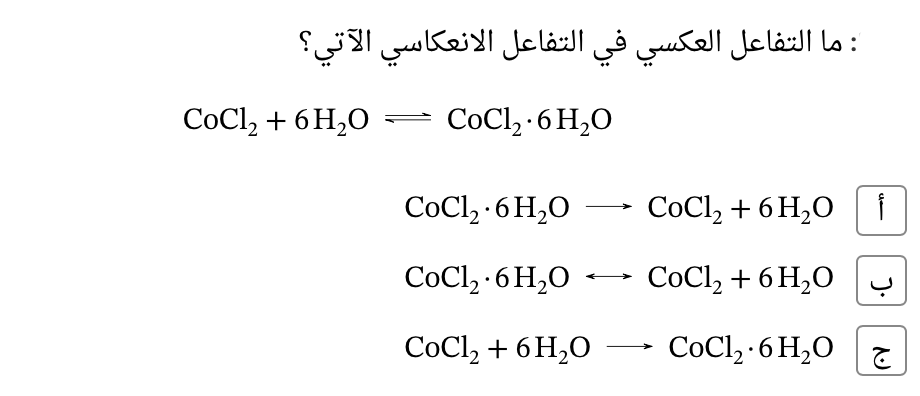 : ما التفاعل العكسي في التفاعل الانعكاسي الآتي؟
CoCl₂ + 6H₂O ⇌ CoCl₂·6H₂O
أ CoCl₂·6H₂O ⟶ CoCl₂ + 6H₂O
ب CoCl₂·6H₂O ⟷ CoCl₂ + 6H₂O
ج CoCl₂ + 6H₂O ⟶ CoCl₂·6H₂O